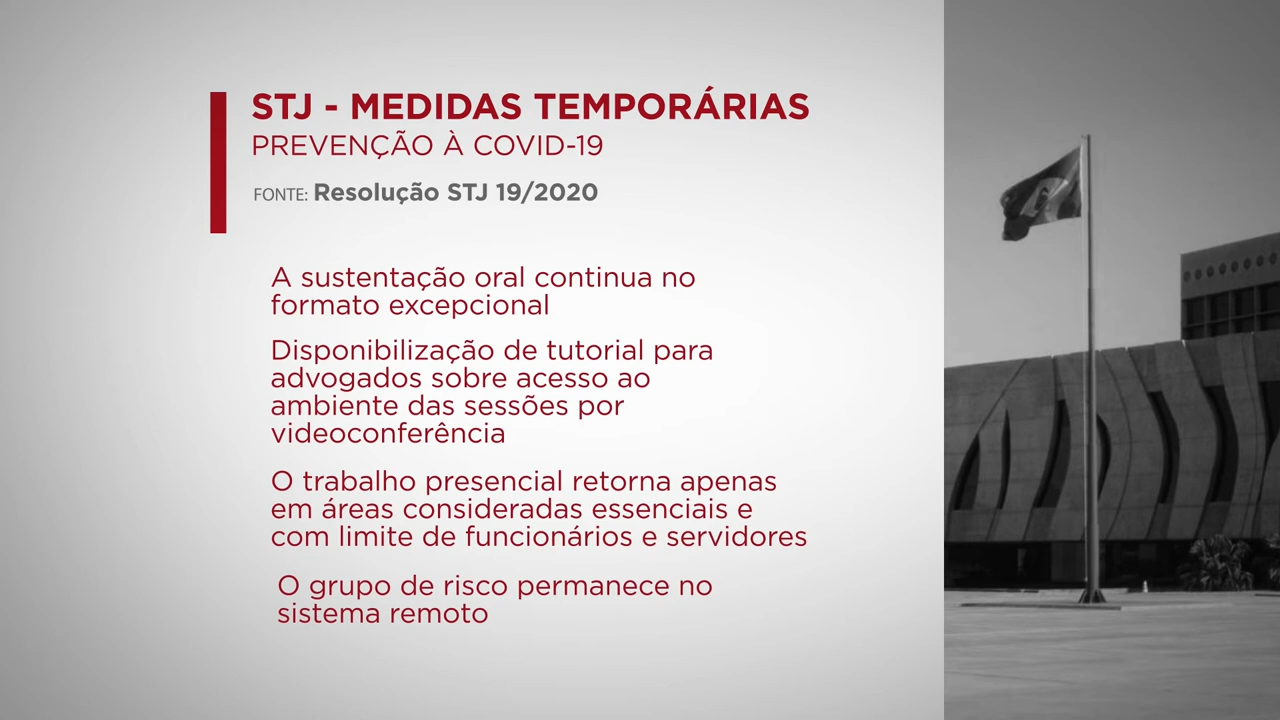 STJ - MEDIDAS TEMPORÁRIAS
PREVENÇÃO À COVID-19
FONTE: Resolução STJ 19/2020
A sustentação oral continua no
formato excepcional
Disponibilização de tutorial para
advogados sobre acesso ao
ambiente das sessões por
videoconferência
O trabalho presencial retorna apenas
em áreas consideradas essenciais e
com limite de funcionários e servidores
O grupo de risco permanece no
sistema remoto